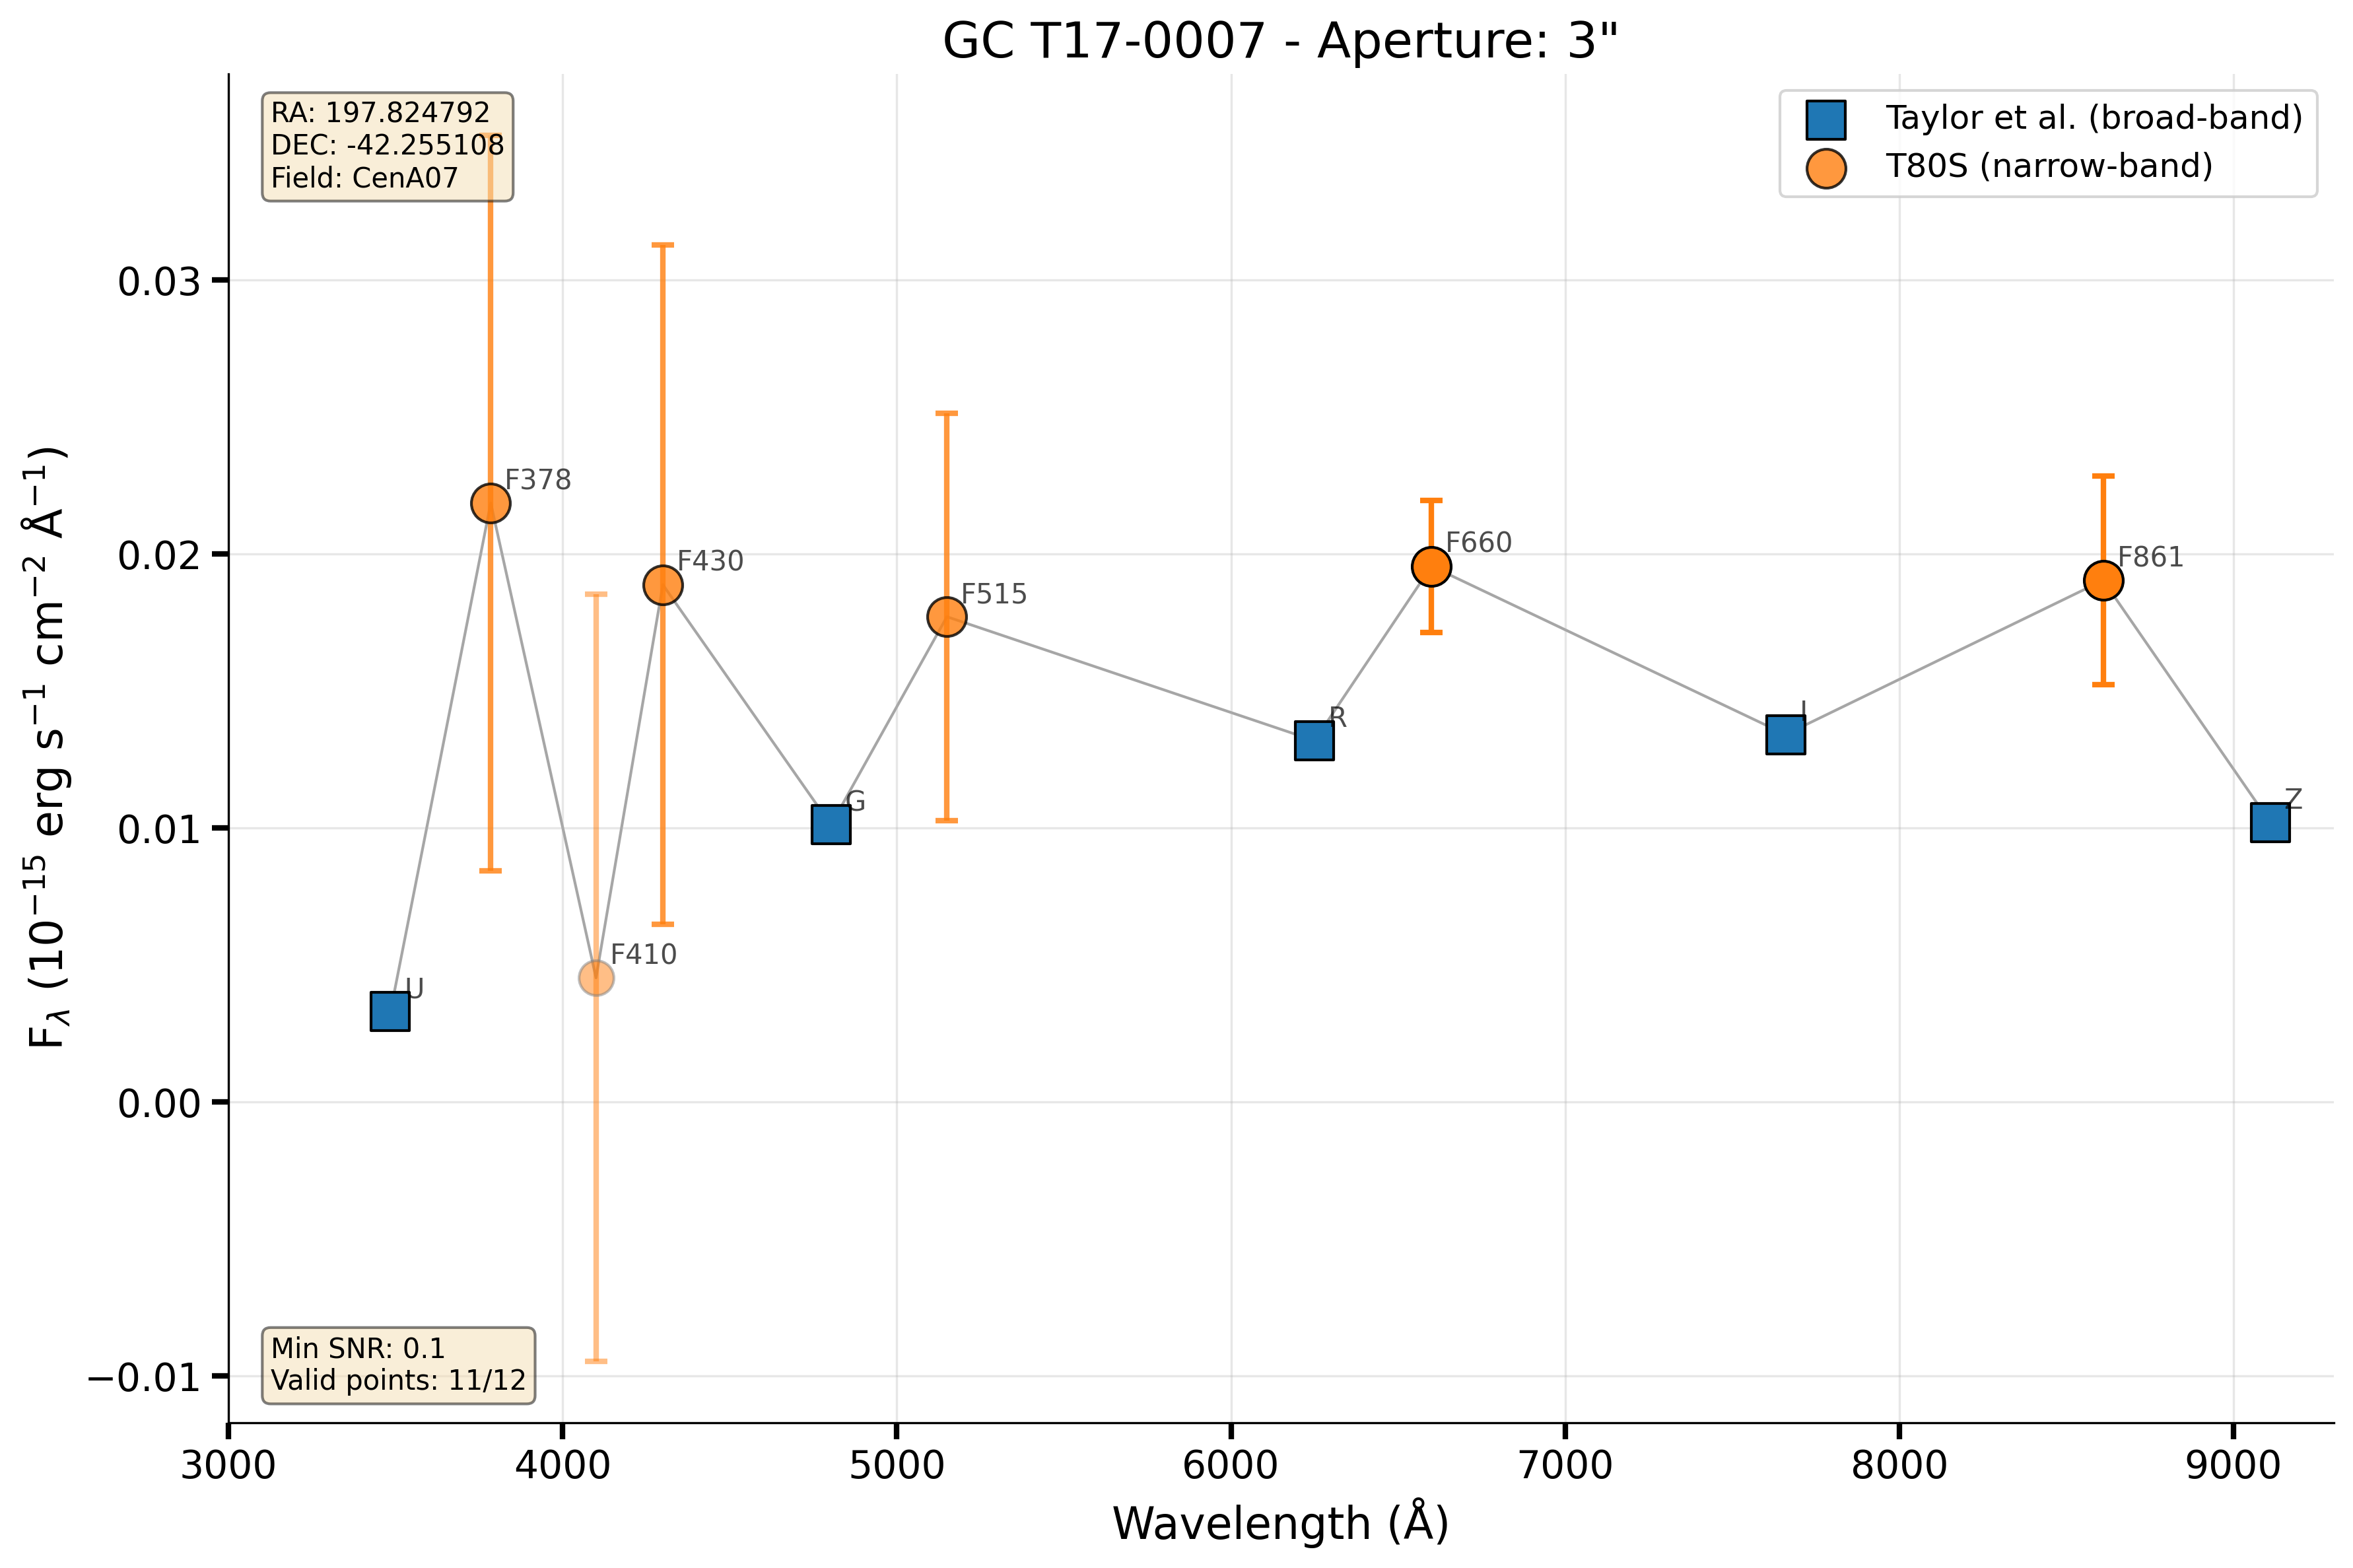 GC T17-0007 - Aperture: 3"
RA: 197.824792
DEC: -42.255108
Field: CenA07
Taylor et al. (broad-band)
T80S (narrow-band)
0.03
0.02
0.01
0.00
−0.01
F_λ (10⁻¹⁵ erg s⁻¹ cm⁻² Å⁻¹)
U
F378
F410
F430
G
F515
R
F660
I
F861
Z
Min SNR: 0.1
Valid points: 11/12
3000 4000 5000 6000 7000 8000 9000
Wavelength (Å)